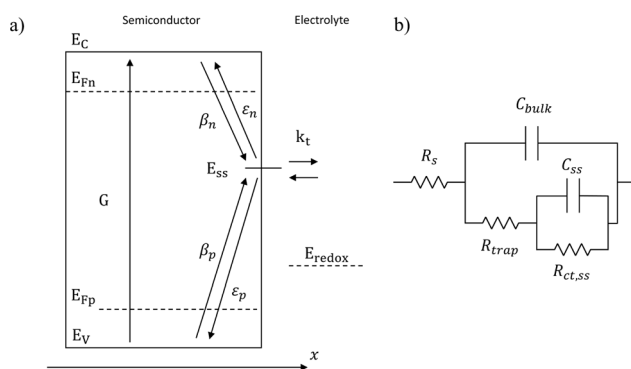 Semiconductor Electrolyte
a) b)
E_C
E_Fn
β_n ε_n
k_t
E_ss
G
β_p ε_p
E_redox
E_Fp
E_V
x
C_bulk
R_s
C_ss
R_trap
R_ct,ss